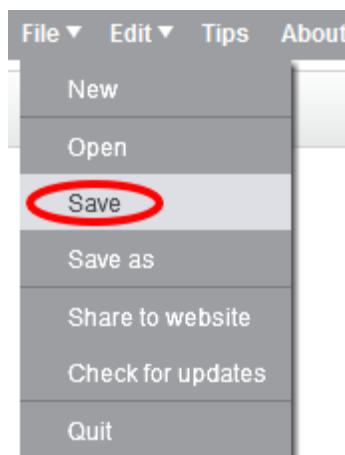 File ▼ Edit ▼ Tips About
New
Open
Save
Save as
Share to website
Check for updates
Quit